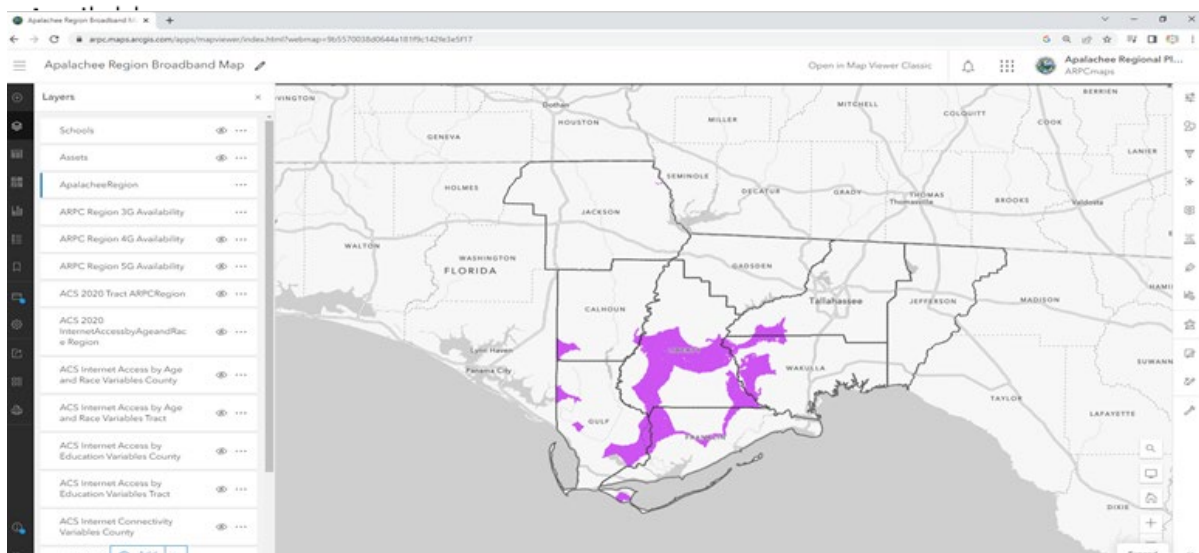 Apalachee Region Broadband M
arpc.maps.arcgis.com/apps/mapviewer/index.html?webmap=
Apalachee Region Broadband Map
Open in Map Viewer Classic
Apalachee Regional Pl...
ARPCmaps
Layers
Schools
Assets
ApalacheeRegion
ARPC Region 3G Availability
ARPC Region 4G Availability
ARPC Region 5G Availability
ACS 2020 Tract ARPCRegion
ACS 2020
InternetAccessbyAgeandRac
e Region
ACS Internet Access by Age
and Race Variables County
ACS Internet Access by Age
and Race Variables Tract
ACS Internet Access by
Education Variables County
ACS Internet Access by
Education Variables Tract
ACS Internet Connectivity
Variables County
VINGTON
Dothan
HOUSTON
GENEVA
MILLER
MITCHELL
COLQUITT
COOK
BERRIEN
LANIER
HOLMES
SEMINOLE
DECATUR
GRADY
THOMAS
Thomasville
BROOKS
Valdosta
JACKSON
WALTON
WASHINGTON
FLORIDA
GADSDEN
CALHOUN
Tallahassee
JEFFERSON
MADISON
HAMI
Lynn Haven
Panama City
LIBERTY
WAKULLA
SUWANN
TAYLOR
LAFAYETTE
GULF
FRANKLIN
DIXIE